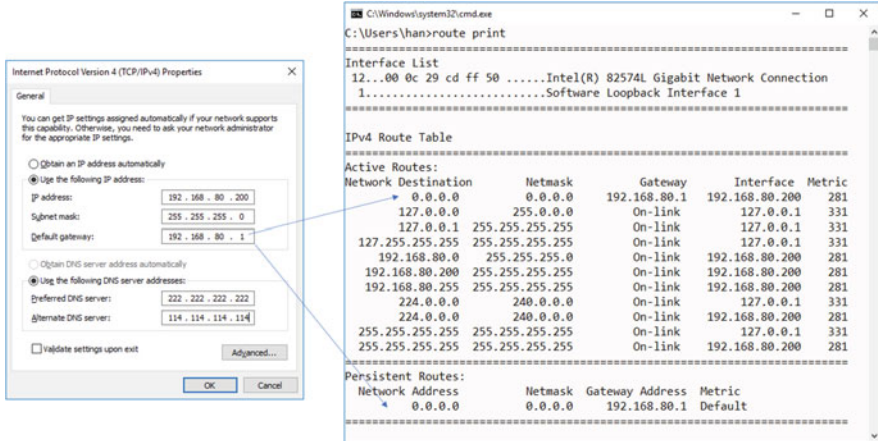 Internet Protocol Version 4 (TCP/IPv4) Properties
General
You can get IP settings assigned automatically if your network supports
this capability. Otherwise, you need to ask your network administrator
for the appropriate IP settings.
Obtain an IP address automatically
Use the following IP address:
IP address: 192 . 168 . 80 . 200
Subnet mask: 255 . 255 . 255 . 0
Default gateway: 192 . 168 . 80 . 1
Obtain DNS server address automatically
Use the following DNS server addresses:
Preferred DNS server: 222 . 222 . 222 . 222
Alternate DNS server: 114 . 114 . 114 . 114
Validate settings upon exit
Advanced...
OK Cancel
C:\Windows\system32\cmd.exe
C:\Users\han>route print
===========================================================================
Interface List
12...00 0c 29 cd ff 50 ......Intel(R) 82574L Gigabit Network Connection
1...........................Software Loopback Interface 1
===========================================================================
IPv4 Route Table
===========================================================================
Active Routes:
Network Destination Netmask Gateway Interface Metric
0.0.0.0 0.0.0.0 192.168.80.1 192.168.80.200 281
127.0.0.0 255.0.0.0 On-link 127.0.0.1 331
127.0.0.1 255.255.255.255 On-link 127.0.0.1 331
127.255.255.255 255.255.255.255 On-link 127.0.0.1 331
192.168.80.0 255.255.255.0 On-link 192.168.80.200 281
192.168.80.200 255.255.255.255 On-link 192.168.80.200 281
192.168.80.255 255.255.255.255 On-link 192.168.80.200 281
224.0.0.0 240.0.0.0 On-link 127.0.0.1 331
224.0.0.0 240.0.0.0 On-link 192.168.80.200 281
255.255.255.255 255.255.255.255 On-link 127.0.0.1 331
255.255.255.255 255.255.255.255 On-link 192.168.80.200 281
===========================================================================
Persistent Routes:
Network Address Netmask Gateway Address Metric
0.0.0.0 0.0.0.0 192.168.80.1 Default
===========================================================================